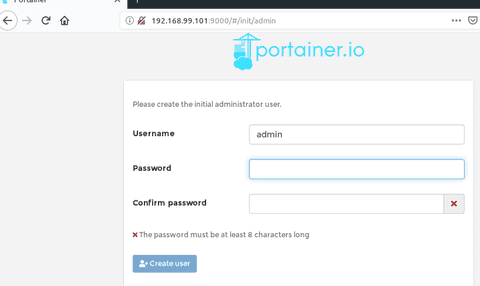 Portainer
192.168.99.101:9000/#/init/admin
portainer.io
Please create the initial administrator user.
Username
admin
Password
Confirm password
The password must be at least 8 characters long
Create user